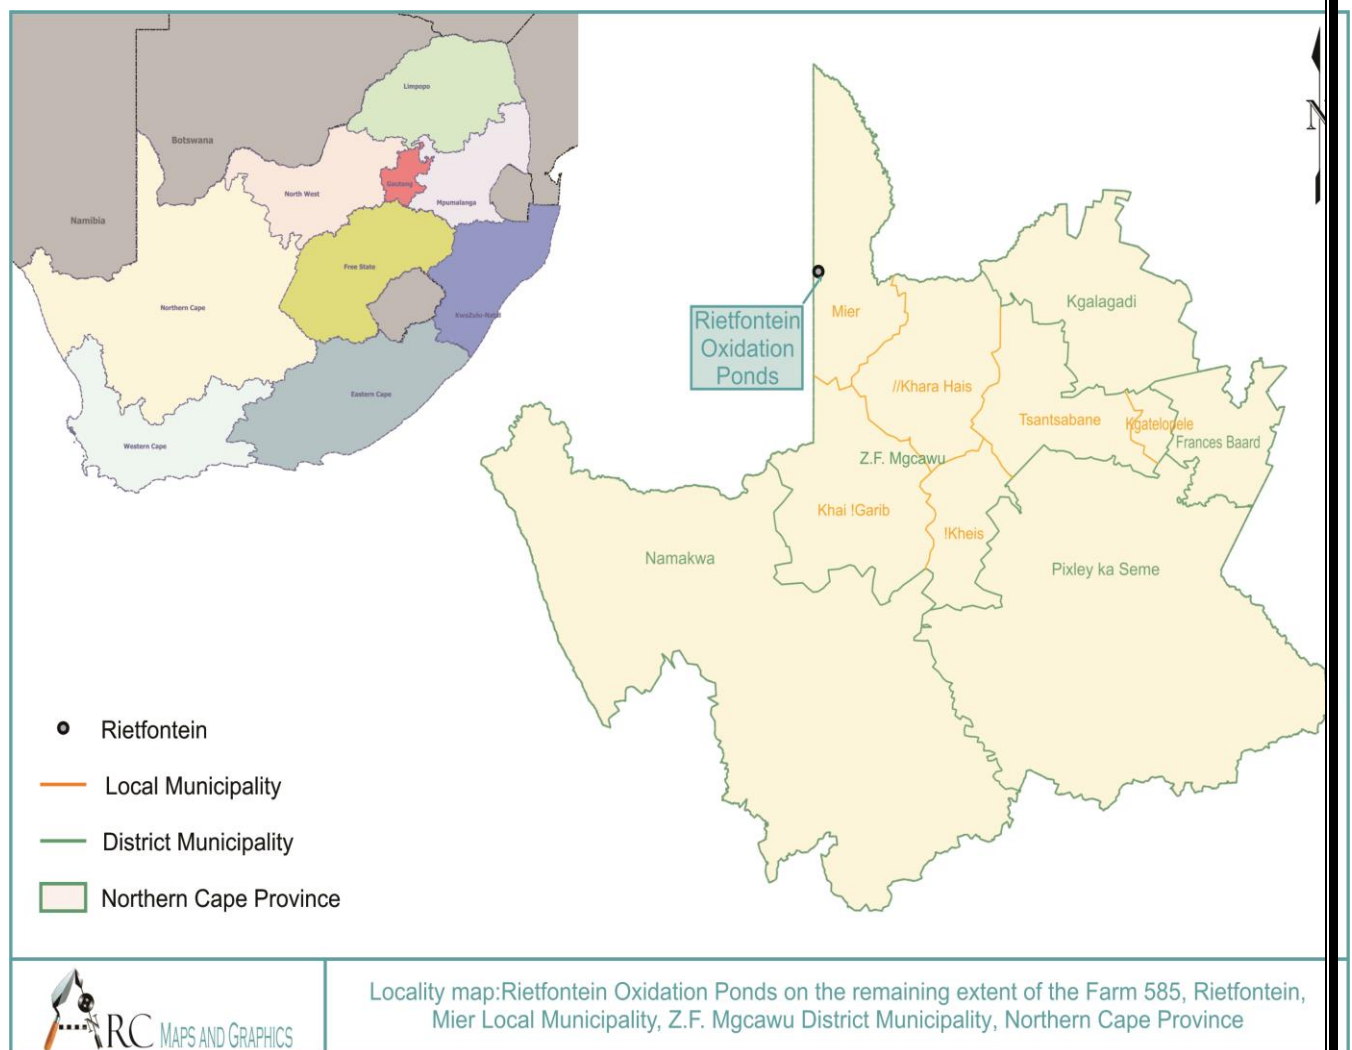 Limpopo
Botswana
North West
Gauteng
Mpumalanga
Namibia
Free State
Northern Cape
KwaZulu-Natal
Eastern Cape
Western Cape
N
Rietfontein
Oxidation
Ponds
Mier
Kgalagadi
//Khara Hais
Tsantsabane
Kgatelopele
Frances Baard
Z.F. Mgcawu
Khai !Garib
!Kheis
Namakwa
Pixley ka Seme
Rietfontein
Local Municipality
District Municipality
Northern Cape Province
ARC MAPS AND GRAPHICS
Locality map:Rietfontein Oxidation Ponds on the remaining extent of the Farm 585, Rietfontein,
Mier Local Municipality, Z.F. Mgcawu District Municipality, Northern Cape Province